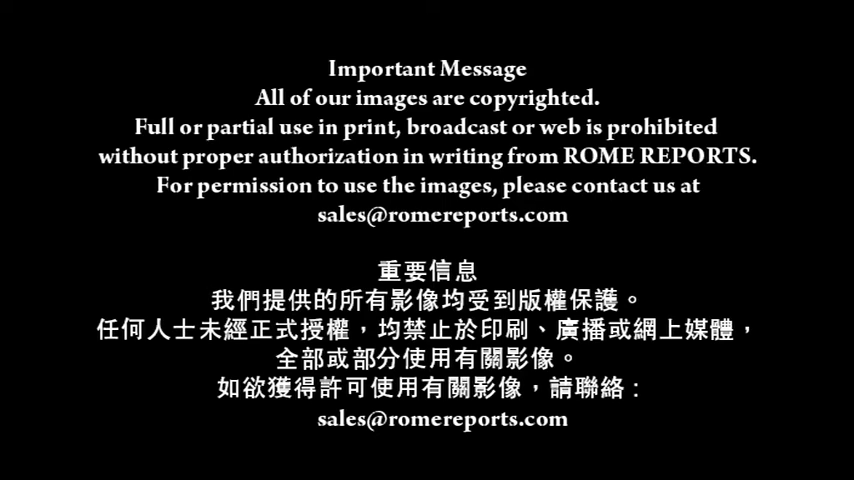 Important Message
All of our images are copyrighted.
Full or partial use in print, broadcast or web is prohibited
without proper authorization in writing from ROME REPORTS.
For permission to use the images, please contact us at
sales@romereports.com
重要信息
我們提供的所有影像均受到版權保護。
任何人士未經正式授權，均禁止於印刷、廣播或網上媒體，
全部或部分使用有關影像。
如欲獲得許可使用有關影像，請聯絡：
sales@romereports.com